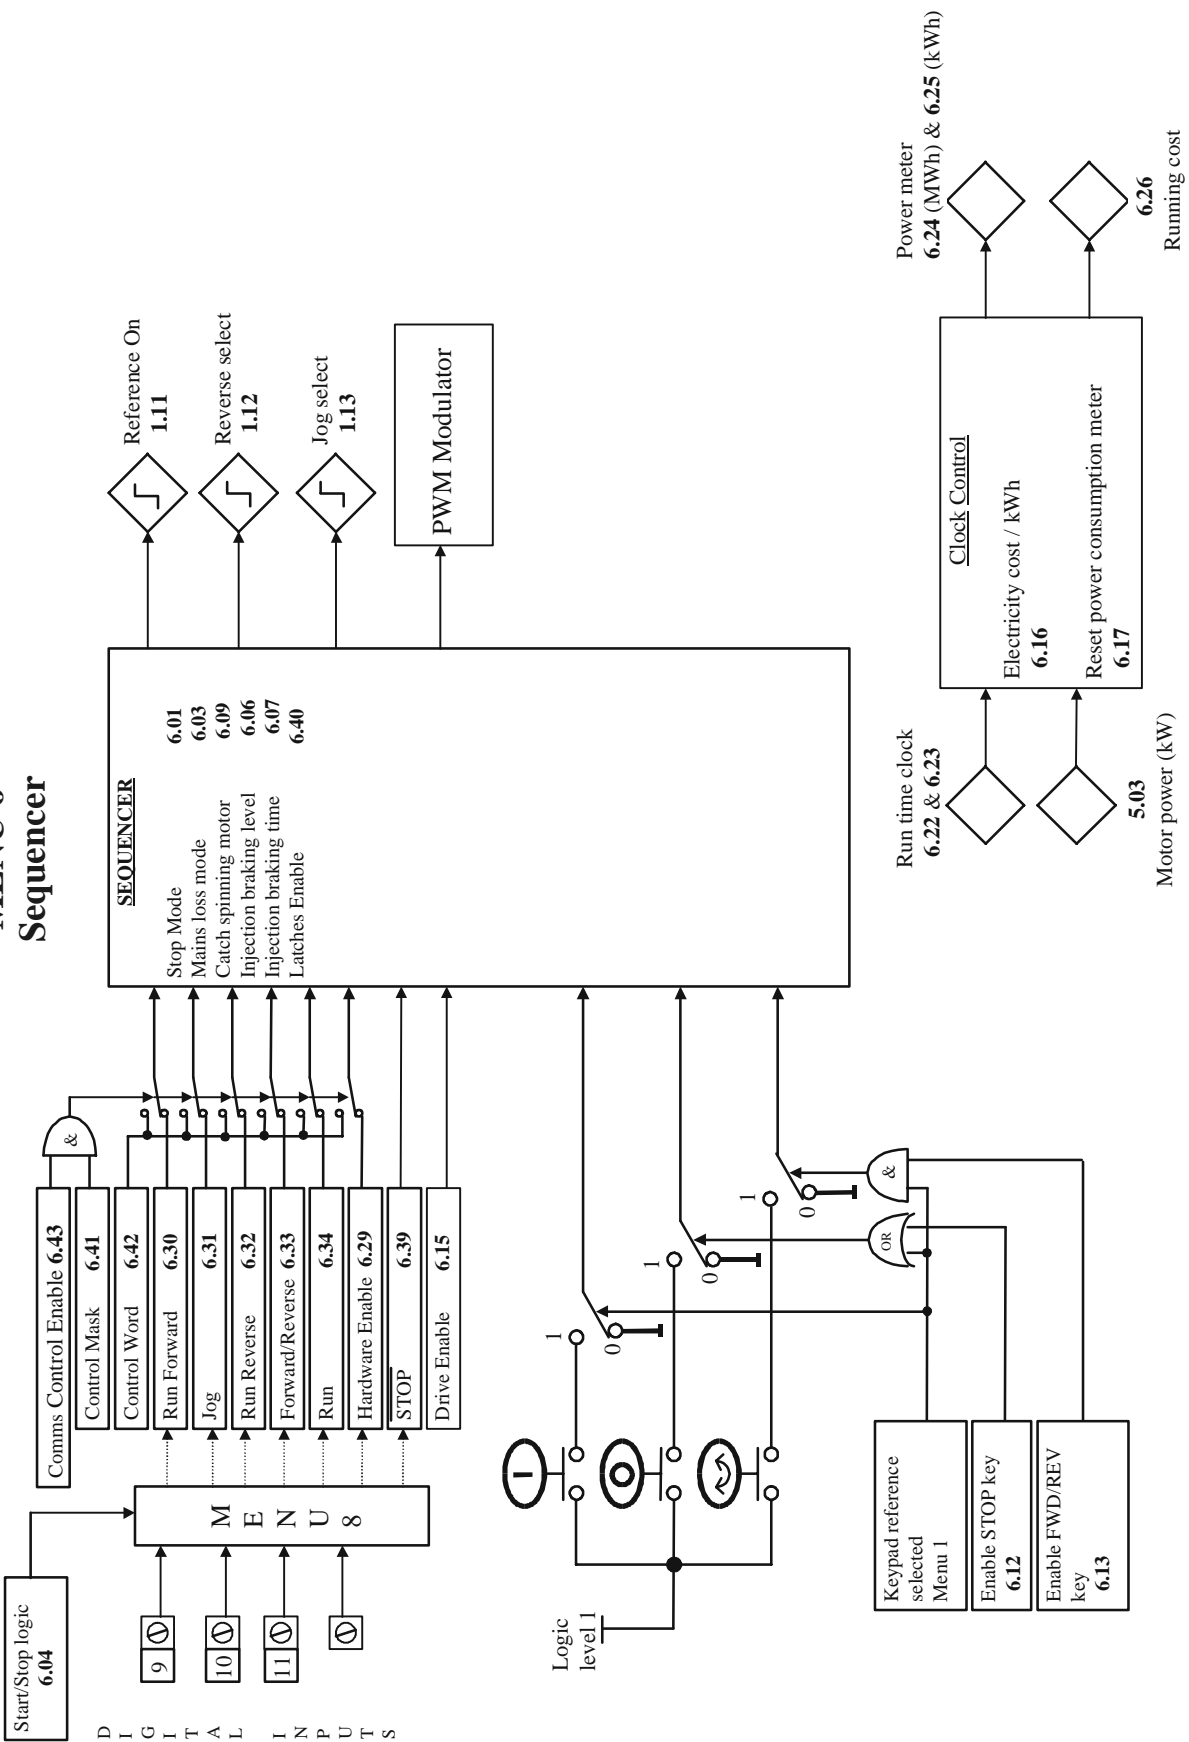 Sequencer
Start/Stop logic
6.04
DIGITAL INPUTS
9
10
11
MENU 8
Comms Control Enable 6.43
Control Mask 6.41
Control Word 6.42
Run Forward 6.30
Jog 6.31
Run Reverse 6.32
Forward/Reverse 6.33
Run 6.34
Hardware Enable 6.29
STOP 6.39
Drive Enable 6.15
&
SEQUENCER
Stop Mode 6.01
Mains loss mode 6.03
Catch spinning motor 6.09
Injection braking level 6.06
Injection braking time 6.07
Latches Enable 6.40
Reference On
1.11
Reverse select
1.12
Jog select
1.13
PWM Modulator
Logic
level 1
1
0
1
0
1
0
OR
&
Keypad reference
selected
Menu 1
Enable STOP key
6.12
Enable FWD/REV
key
6.13
Run time clock
6.22 & 6.23
5.03
Motor power (kW)
Clock Control
Electricity cost / kWh
6.16
Reset power consumption meter
6.17
Power meter
6.24 (MWh) & 6.25 (kWh)
6.26
Running cost